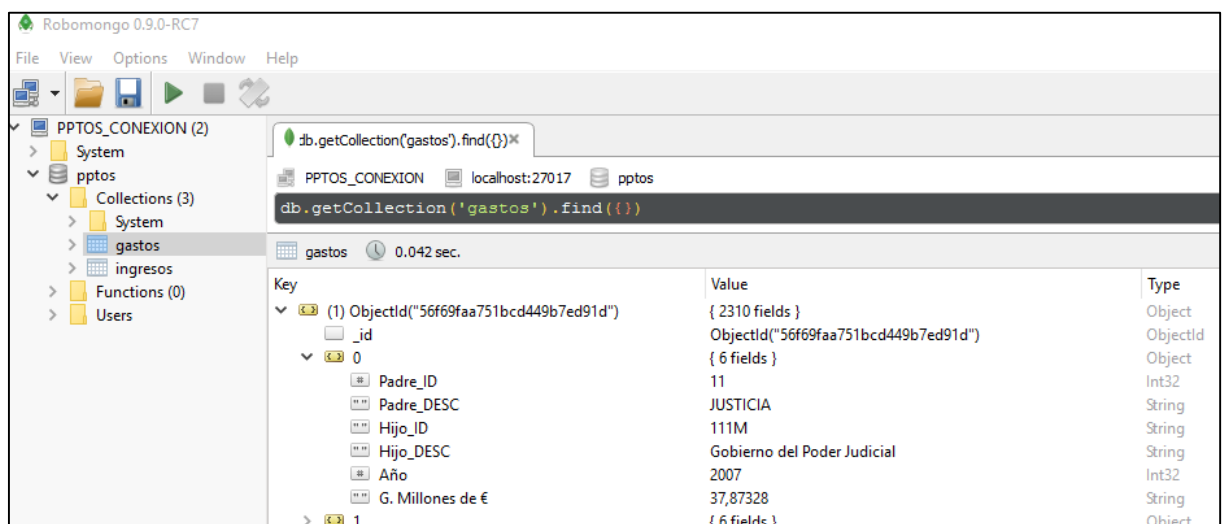 Robomongo 0.9.0-RC7
File View Options Window Help
PPTOS_CONEXION (2)
System
pptos
Collections (3)
System
gastos
ingresos
Functions (0)
Users
db.getCollection('gastos').find({})
PPTOS_CONEXION localhost:27017 pptos
db.getCollection('gastos').find({})
gastos 0.042 sec.
Key Value Type
(1) ObjectId("56f69faa751bcd449b7ed91d") { 2310 fields } Object
_id ObjectId("56f69faa751bcd449b7ed91d") ObjectId
0 { 6 fields } Object
# Padre_ID 11 Int32
"" Padre_DESC JUSTICIA String
"" Hijo_ID 111M String
"" Hijo_DESC Gobierno del Poder Judicial String
# Año 2007 Int32
"" G. Millones de € 37,87328 String
1 { 6 fields } Object